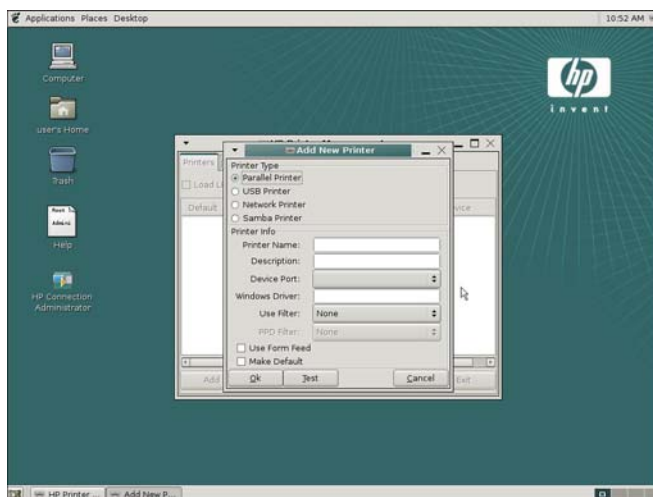 Applications Places Desktop
10:52 AM
Computer
user's Home
Trash
Help
HP Connection
Administrator
hp
invent
Add New Printer
Printers
Default
Add
Exit
Printer Type
Parallel Printer
USB Printer
Network Printer
Samba Printer
Printer Info
Printer Name:
Description:
Device Port:
Windows Driver:
Use Filter: None
PPD Filter: None
Use Form Feed
Make Default
Ok Test Cancel
HP Printer ... Add New P...